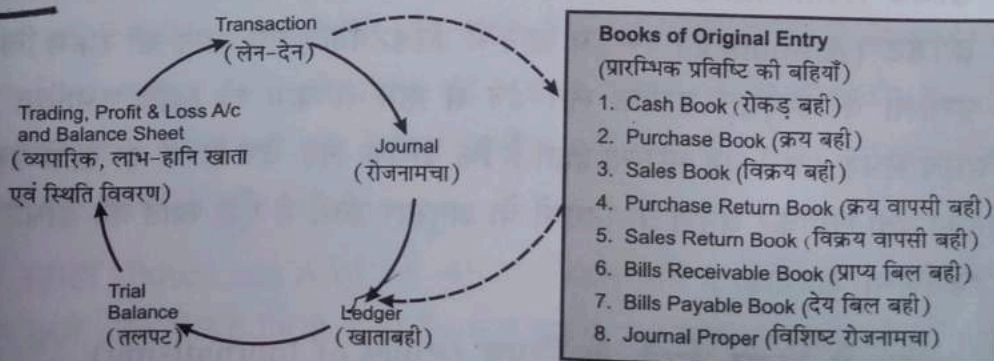 Transaction
(लेन-देन)
Journal
(रोजनामचा)
Ledger
(खाताबही)
Trial
Balance
(तलपट)
Trading, Profit & Loss A/c
and Balance Sheet
(व्यपारिक, लाभ-हानि खाता
एवं स्थिति विवरण)
Books of Original Entry
(प्रारम्भिक प्रविष्टि की बहियाँ)
1. Cash Book (रोकड़ बही)
2. Purchase Book (क्रय बही)
3. Sales Book (विक्रय बही)
4. Purchase Return Book (क्रय वापसी बही)
5. Sales Return Book (विक्रय वापसी बही)
6. Bills Receivable Book (प्राप्य बिल बही)
7. Bills Payable Book (देय बिल बही)
8. Journal Proper (विशिष्ट रोजनामचा)